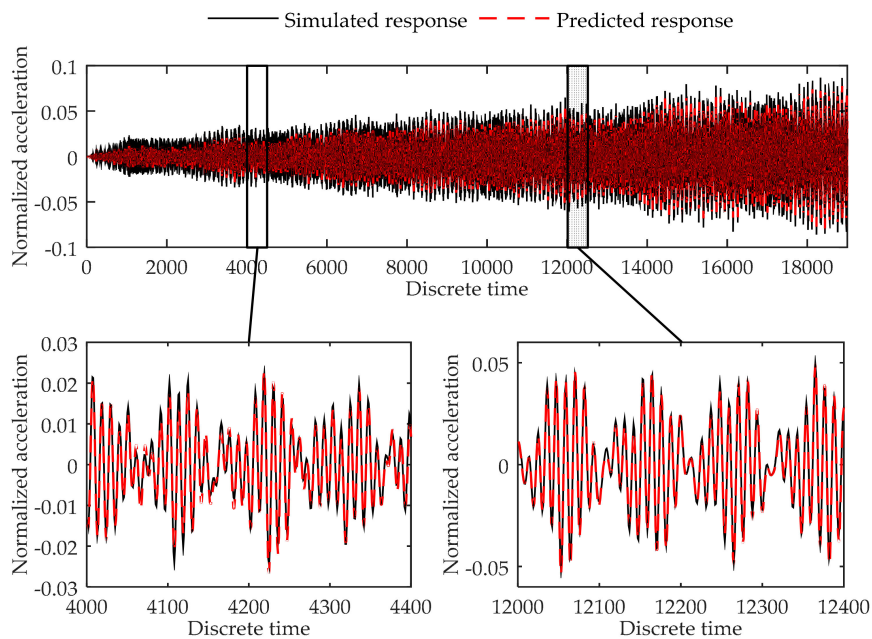 Simulated response Predicted response
Normalized acceleration
0.1
0.05
0
-0.05
-0.1
0 2000 4000 6000 8000 10000 12000 14000 16000 18000
Discrete time
Normalized acceleration
0.03
0.02
0.01
0
-0.01
-0.02
-0.03
4000 4100 4200 4300 4400
Discrete time
Normalized acceleration
0.05
0
-0.05
12000 12100 12200 12300 12400
Discrete time